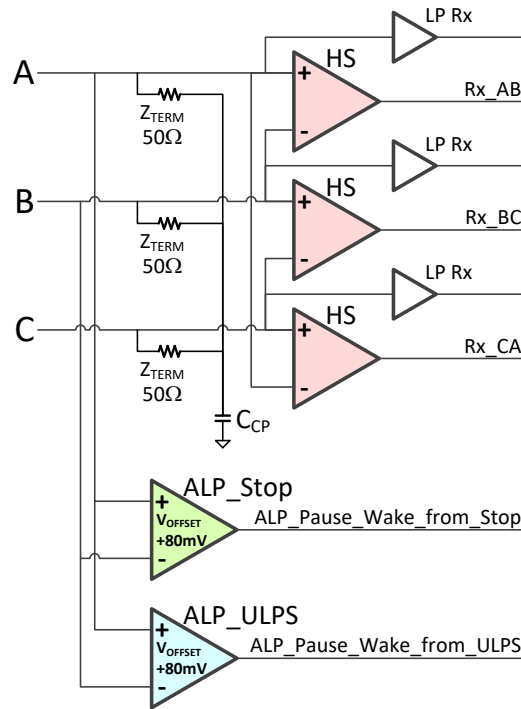 LP Rx
A
HS
+
-
Rx_AB
ZTERM
50Ω
LP Rx
B
HS
+
-
Rx_BC
ZTERM
50Ω
LP Rx
C
HS
+
-
Rx_CA
ZTERM
50Ω
CCP
ALP_Stop
+
VOFFSET
+80mV
-
ALP_Pause_Wake_from_Stop
ALP_ULPS
+
VOFFSET
+80mV
-
ALP_Pause_Wake_from_ULPS